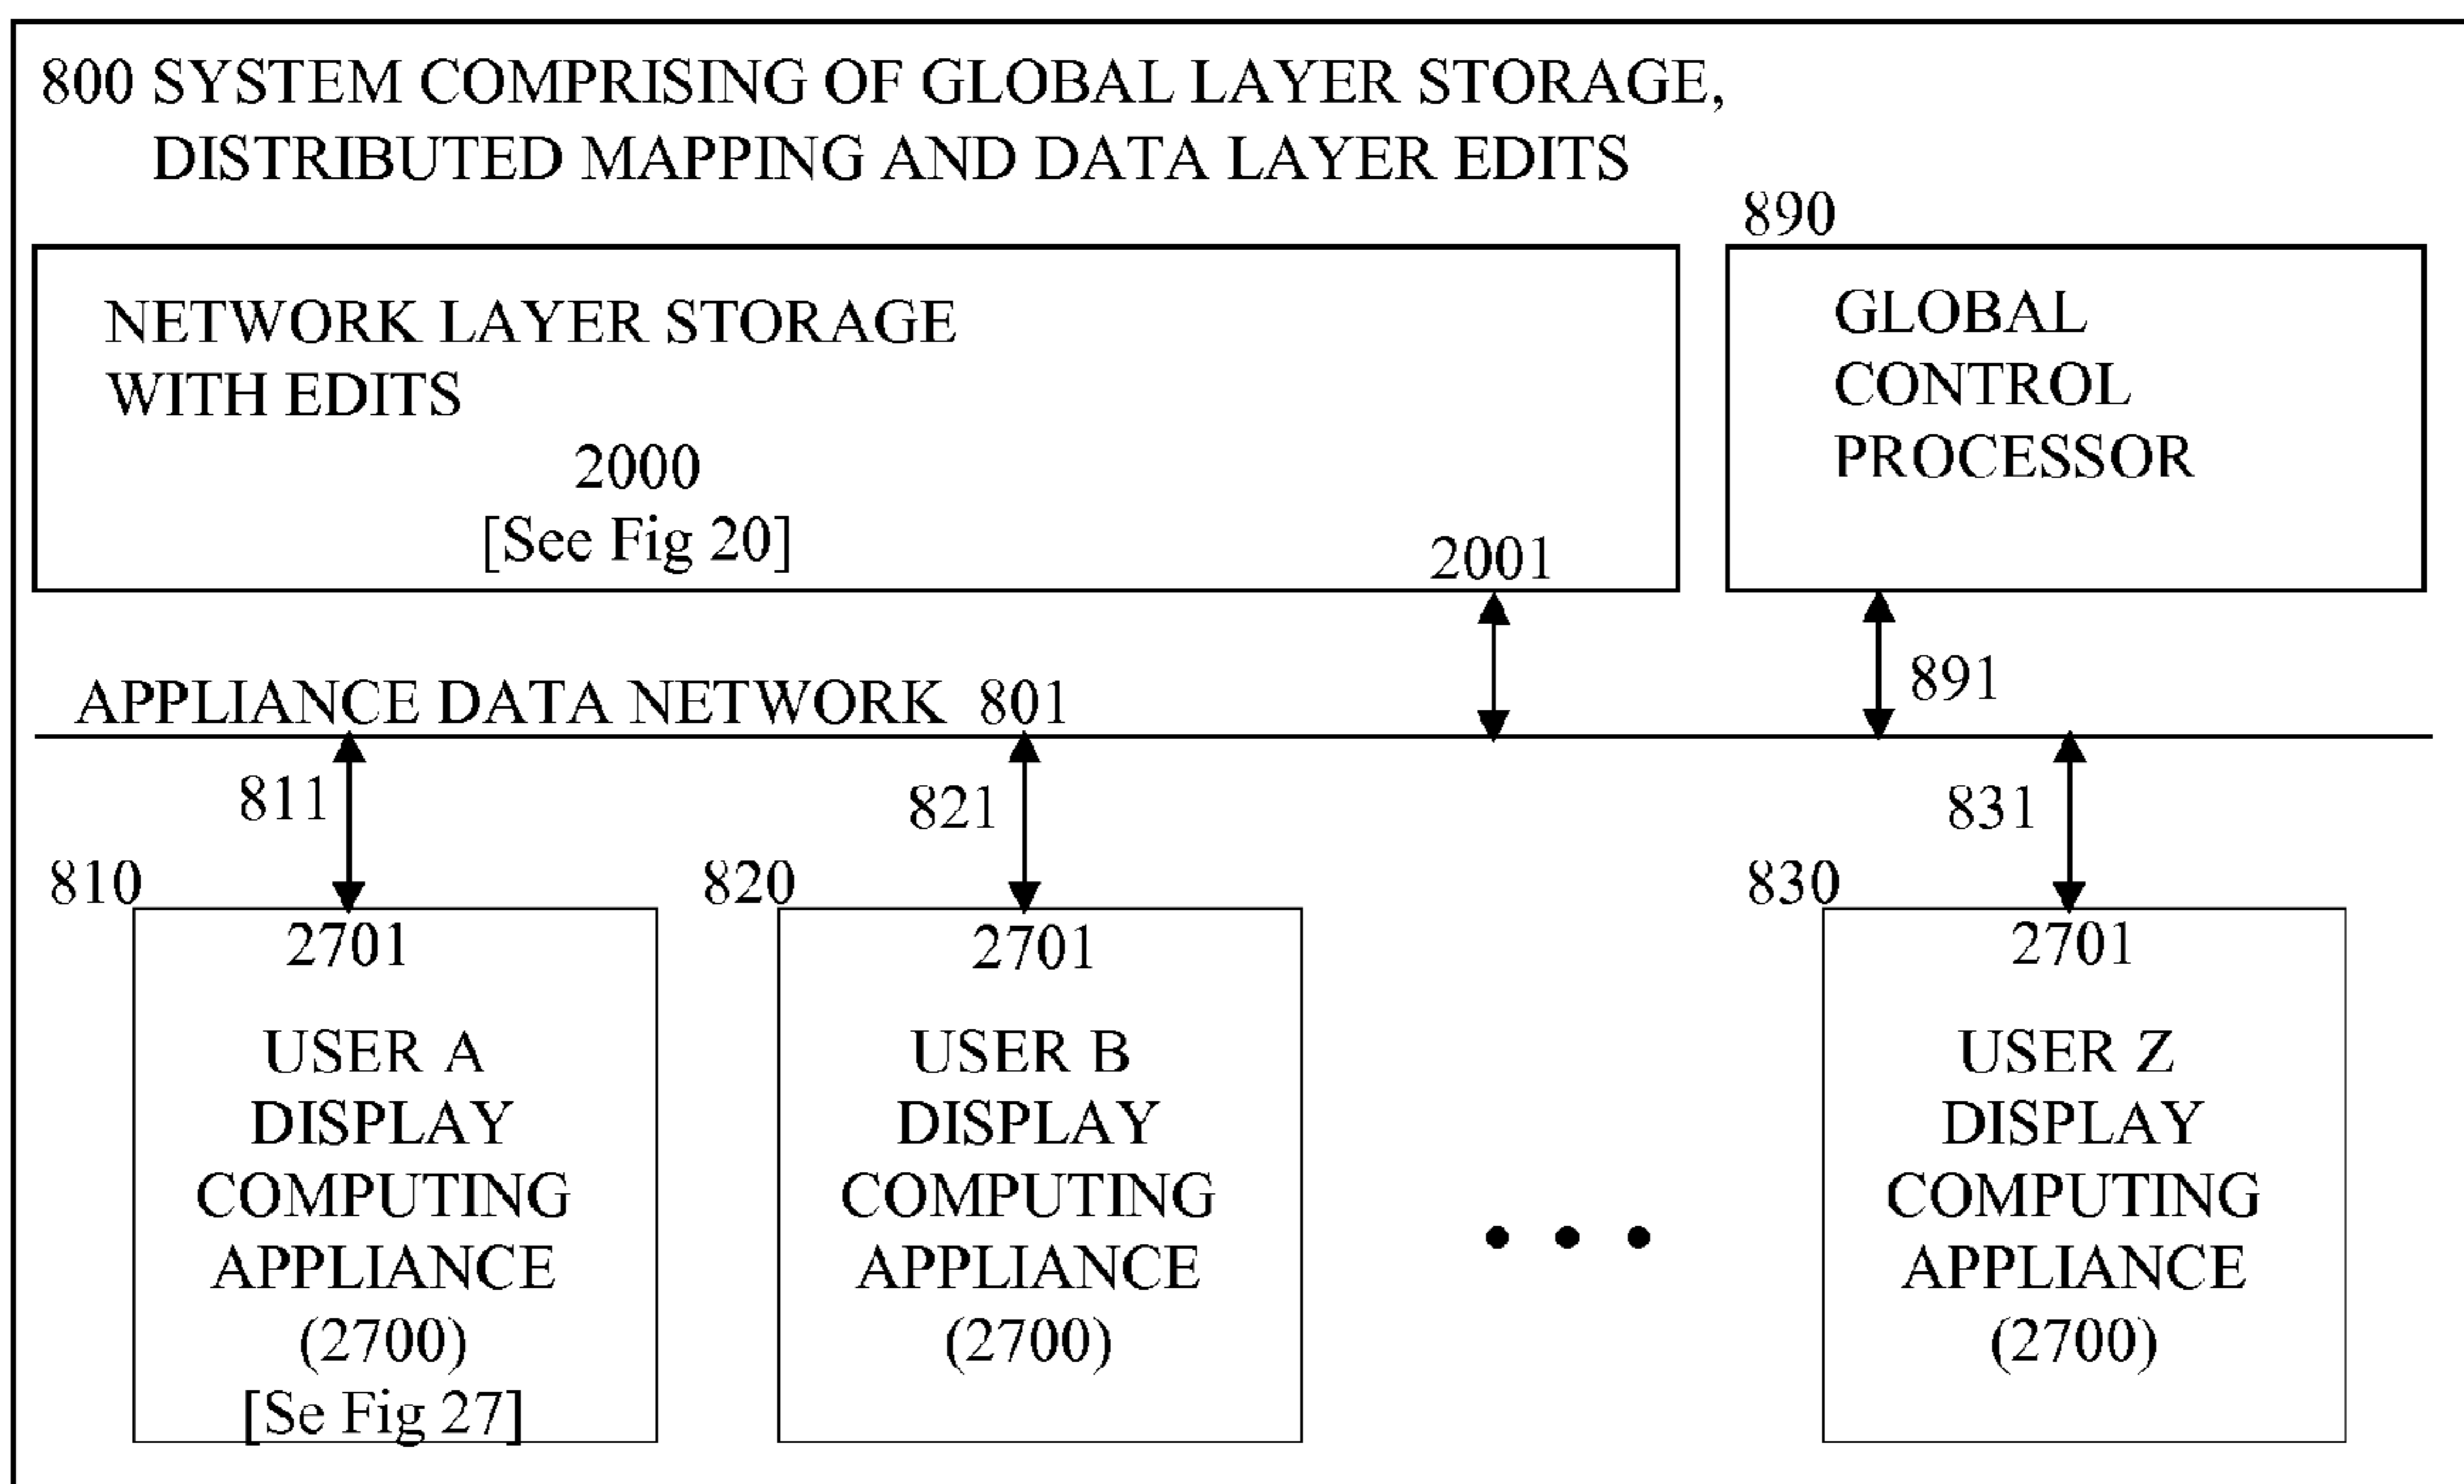 800 SYSTEM COMPRISING OF GLOBAL LAYER STORAGE,
DISTRIBUTED MAPPING AND DATA LAYER EDITS
NETWORK LAYER STORAGE
WITH EDITS
2000
[See Fig 20]
2001
890
GLOBAL
CONTROL
PROCESSOR
891
APPLIANCE DATA NETWORK 801
811
821
831
810
2701
USER A
DISPLAY
COMPUTING
APPLIANCE
(2700)
[Se Fig 27]
820
2701
USER B
DISPLAY
COMPUTING
APPLIANCE
(2700)
• • •
830
2701
USER Z
DISPLAY
COMPUTING
APPLIANCE
(2700)